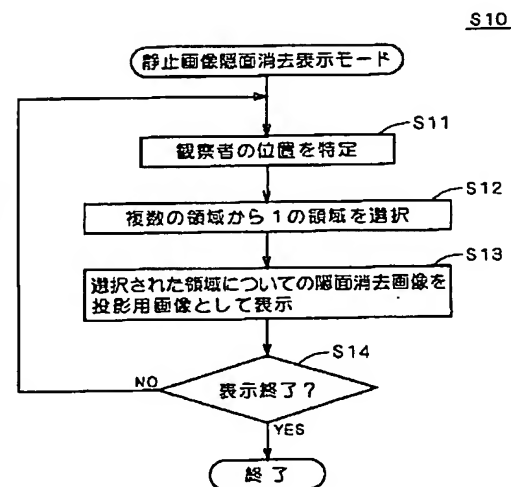 S10
静止画像隠面消去表示モード
S11
観察者の位置を特定
S12
複数の領域から1の領域を選択
S13
選択された領域についての隠面消去画像を
投影用画像として表示
S14
NO
表示終了?
YES
終了